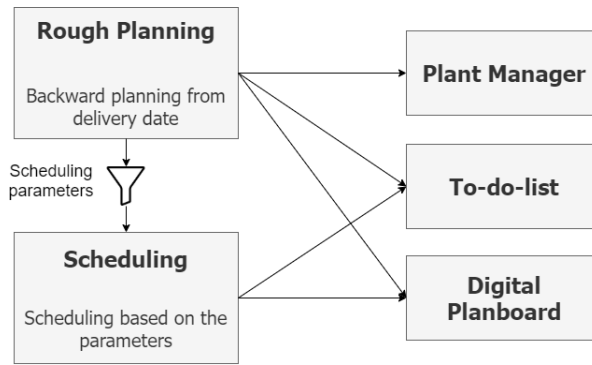 Rough Planning
Backward planning from
delivery date
Plant Manager
Scheduling
parameters
To-do-list
Scheduling
Scheduling based on the
parameters
Digital
Planboard